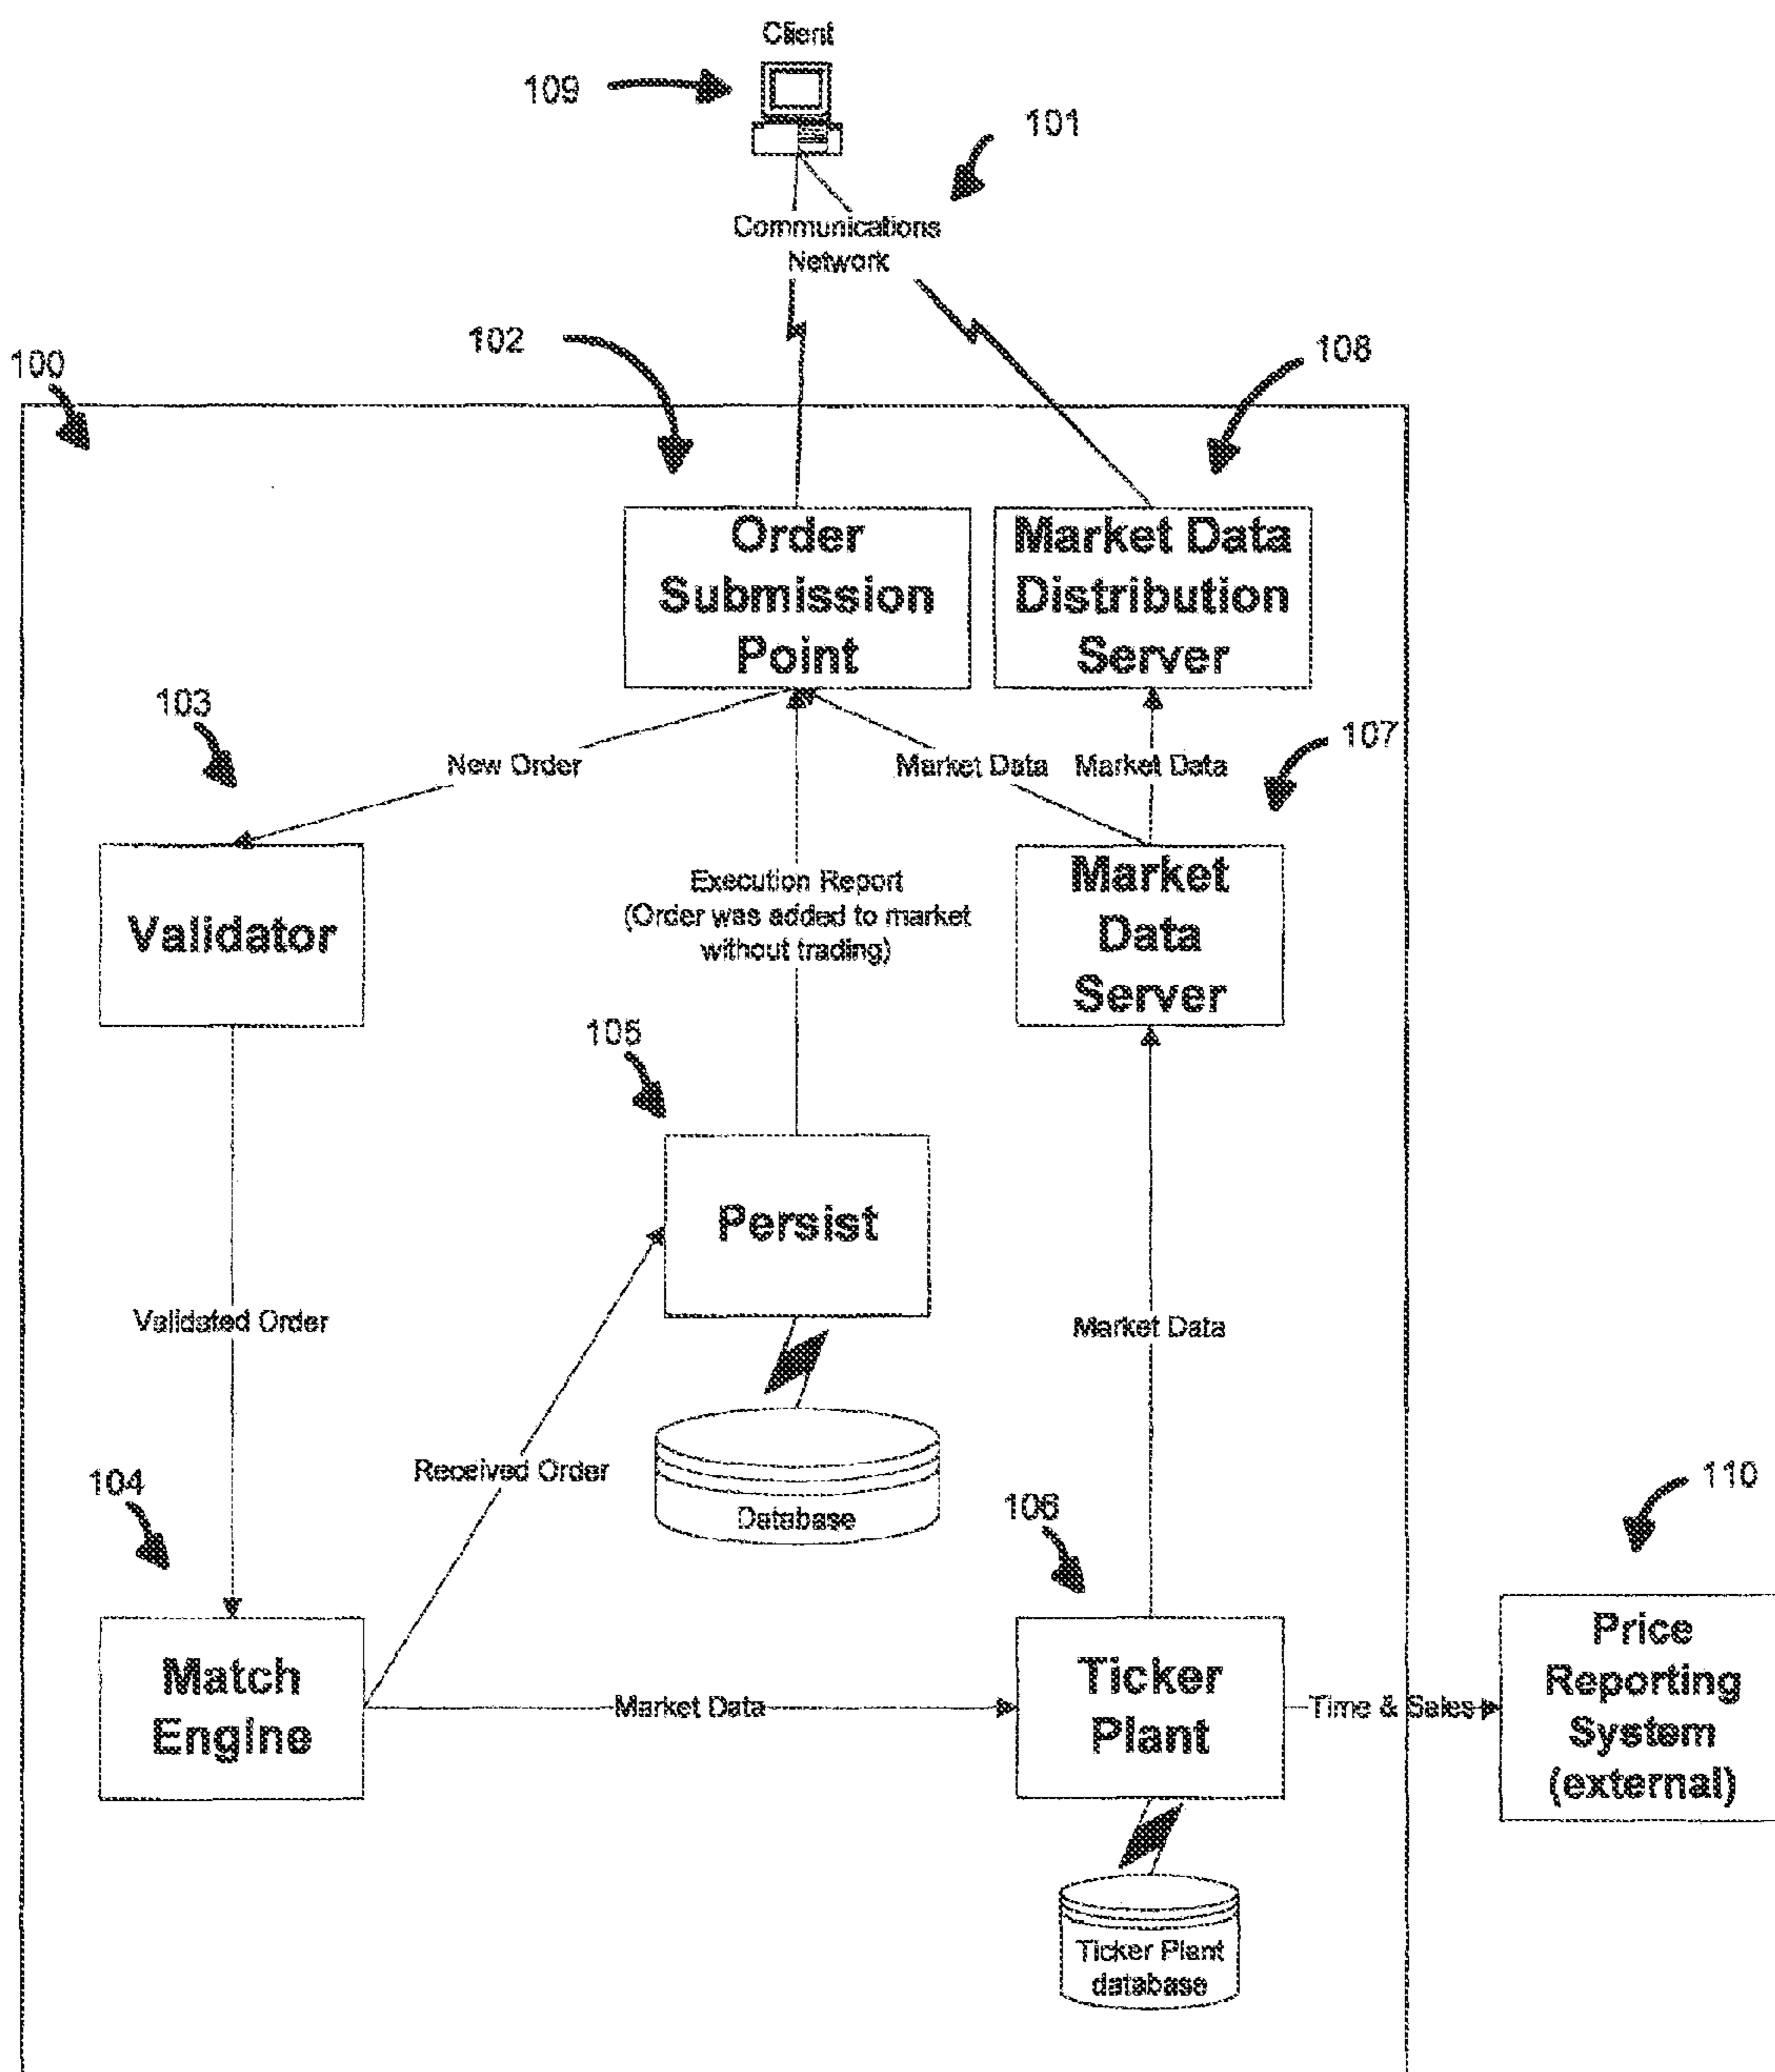 Client
109
101
Communications
Network
102
108
100
Order
Submission
Point
Market Data
Distribution
Server
103
107
New Order
Market Data
Market Data
Validator
Execution Report
(Order was added to market
without trading)
Market
Data
Server
105
Persist
Validated Order
Market Data
104
Received Order
110
106
Database
Match
Engine
Market Data
Ticker
Plant
Time & Sales
Price
Reporting
System
(external)
Ticker Plant
database